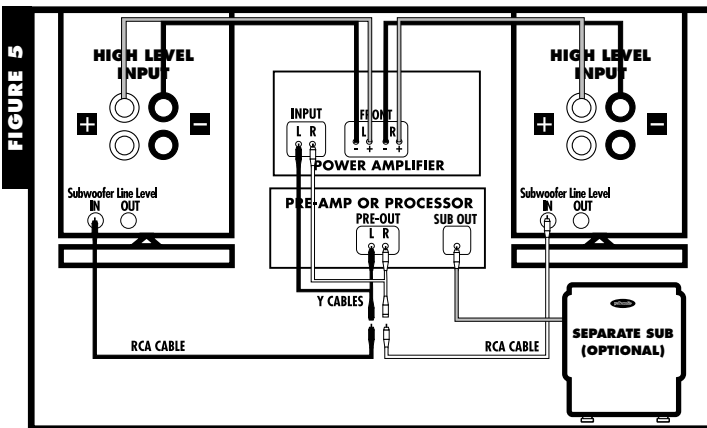 FIGURE 5
HIGH LEVEL
INPUT
+ -
Subwoofer Line Level
IN OUT
INPUT
L R
FRONT
L R
- + - +
POWER AMPLIFIER
PRE-AMP OR PROCESSOR
PRE-OUT
L R
SUB OUT
Y CABLES
RCA CABLE
RCA CABLE
HIGH LEVEL
INPUT
+ -
Subwoofer Line Level
IN OUT
SEPARATE SUB
(OPTIONAL)